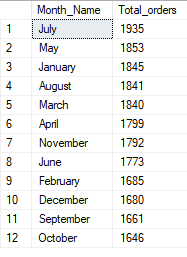 Month_Name Total_orders
1 July 1935
2 May 1853
3 January 1845
4 August 1841
5 March 1840
6 April 1799
7 November 1792
8 June 1773
9 February 1685
10 December 1680
11 September 1661
12 October 1646